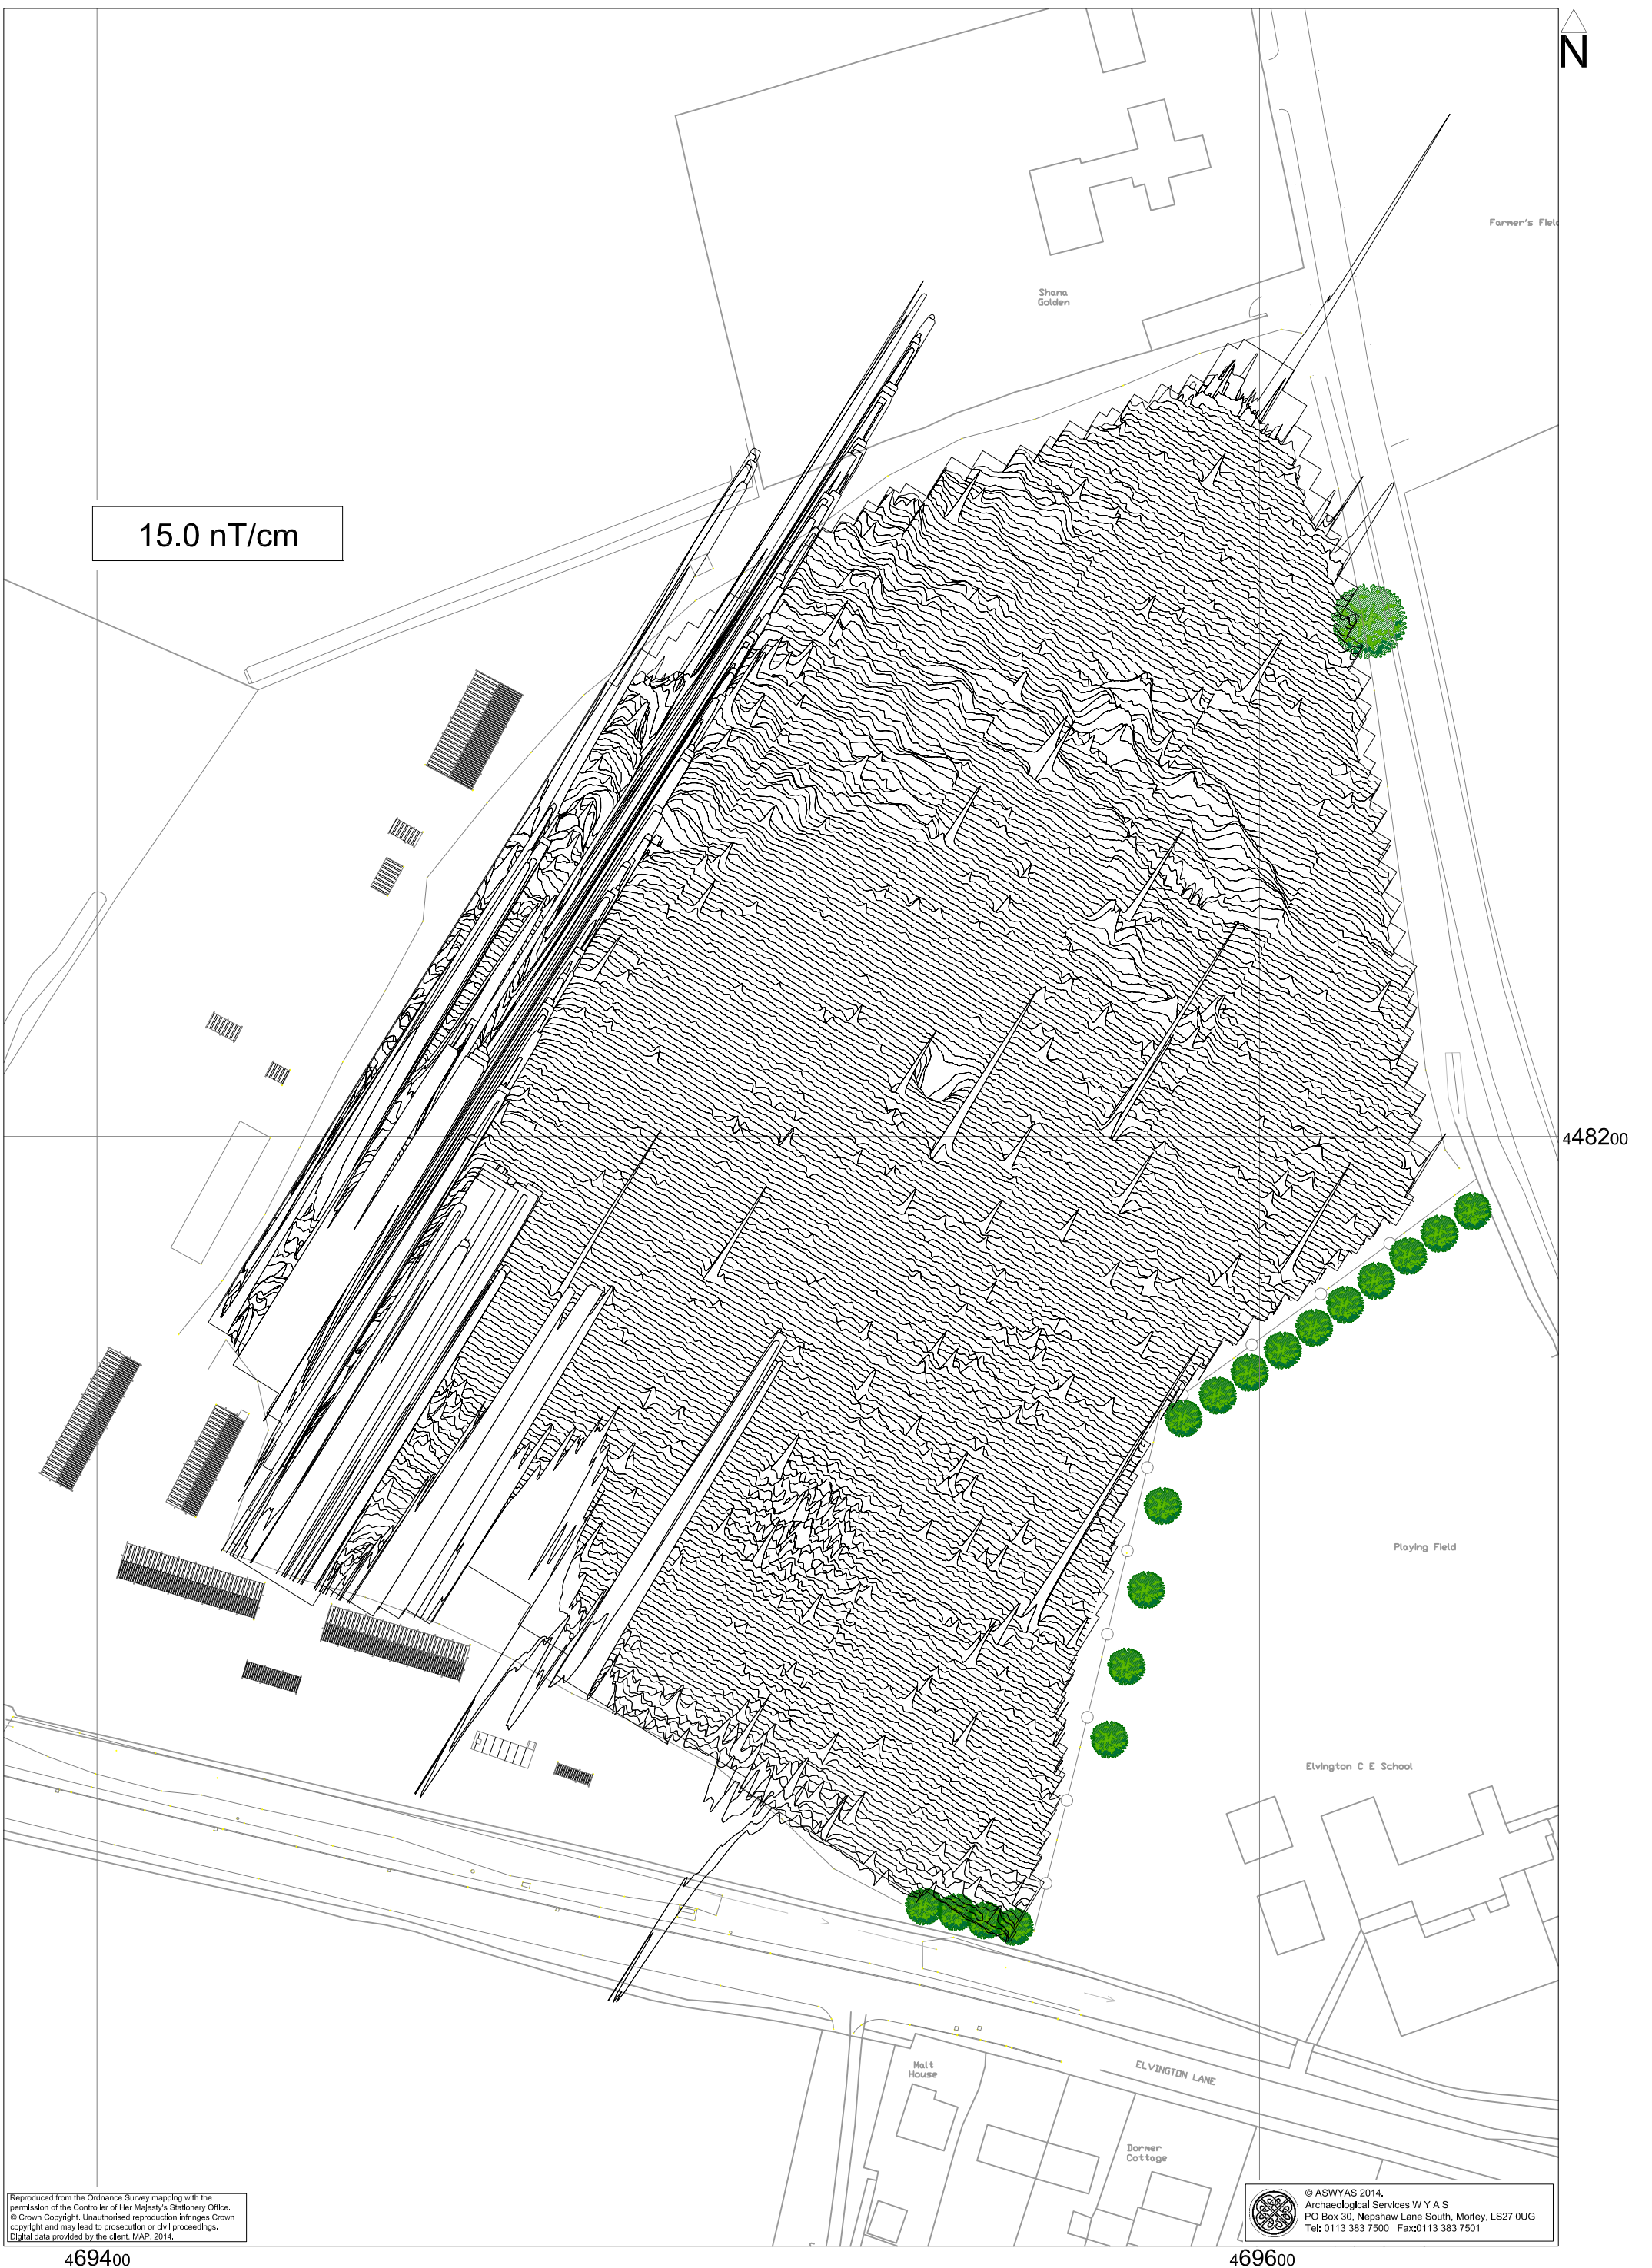 N
Farmer's Field
Shana
Golden
15.0 nT/cm
448200
Playing Field
Elvington C E School
Malt
House
ELVINGTON LANE
Dormer
Cottage
Reproduced from the Ordnance Survey mapping with the
permission of the Controller of Her Majesty's Stationery Office.
© Crown Copyright. Unauthorised reproduction infringes Crown
copyright and may lead to prosecution or civil proceedings.
Digital data provided by the client, MAP, 2014.
© ASWYAS 2014.
Archaeological Services W Y A S
PO Box 30, Nepshaw Lane South, Morley, LS27 0UG
Tel: 0113 383 7500 Fax:0113 383 7501
469400
469600